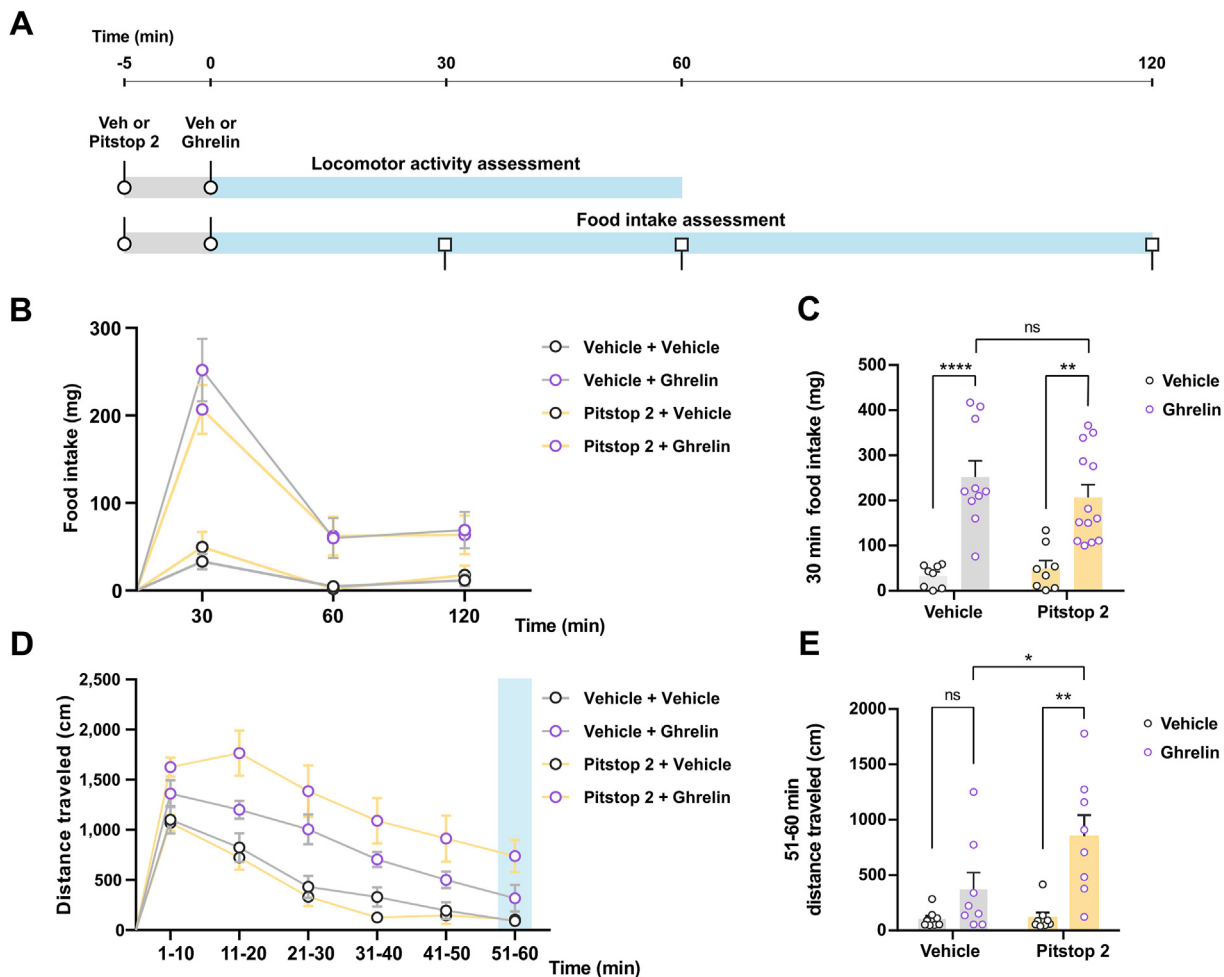 A
Time (min)
-5 0 30 60 120
Veh or Veh or
Pitstop 2 Ghrelin
Locomotor activity assessment
Food intake assessment
B
Food intake (mg)
300
200
100
0
30 60 120
Time (min)
Vehicle + Vehicle
Vehicle + Ghrelin
Pitstop 2 + Vehicle
Pitstop 2 + Ghrelin
C
30 min food intake (mg)
500
400
300
200
100
0
ns
**** **
Vehicle Pitstop 2
Vehicle
Ghrelin
D
Distance traveled (cm)
2,500
2,000
1,500
1,000
500
0
1-10 11-20 21-30 31-40 41-50 51-60
Time (min)
Vehicle + Vehicle
Vehicle + Ghrelin
Pitstop 2 + Vehicle
Pitstop 2 + Ghrelin
E
51-60 min
distance traveled (cm)
2000
1500
1000
500
0
*
ns **
Vehicle Pitstop 2
Vehicle
Ghrelin